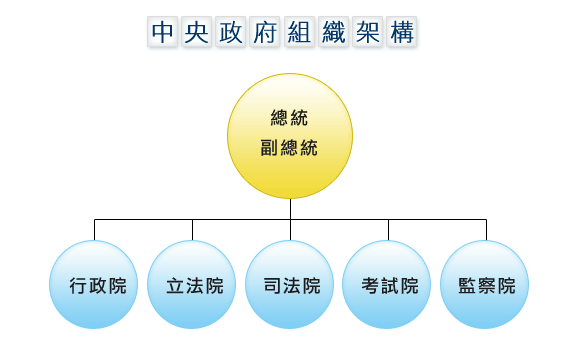 中央政府組織架構
總統
副總統
行政院
立法院
司法院
考試院
監察院